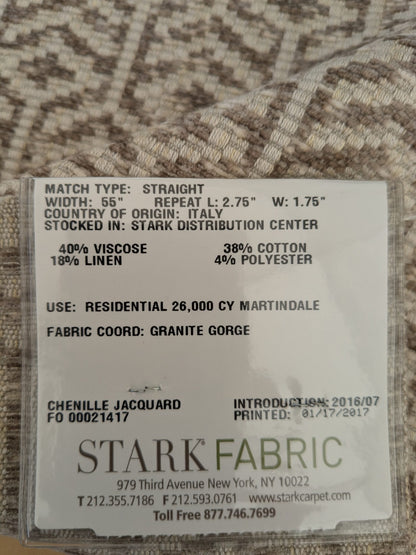 MATCH TYPE: STRAIGHT
WIDTH: 55" REPEAT L: 2.75" W: 1.75"
COUNTRY OF ORIGIN: ITALY
STOCKED IN: STARK DISTRIBUTION CENTER
40% VISCOSE 38% COTTON
18% LINEN 4% POLYESTER
USE: RESIDENTIAL 26,000 CY MARTINDALE
FABRIC COORD: GRANITE GORGE
CHENILLE JACQUARD INTRODUCTION: 2016/07
FO 00021417 PRINTED: 01/17/2017
STARK® FABRIC
979 Third Avenue New York, NY 10022
T 212.355.7186 F 212.593.0761 www.starkcarpet.com
Toll Free 877.746.7699